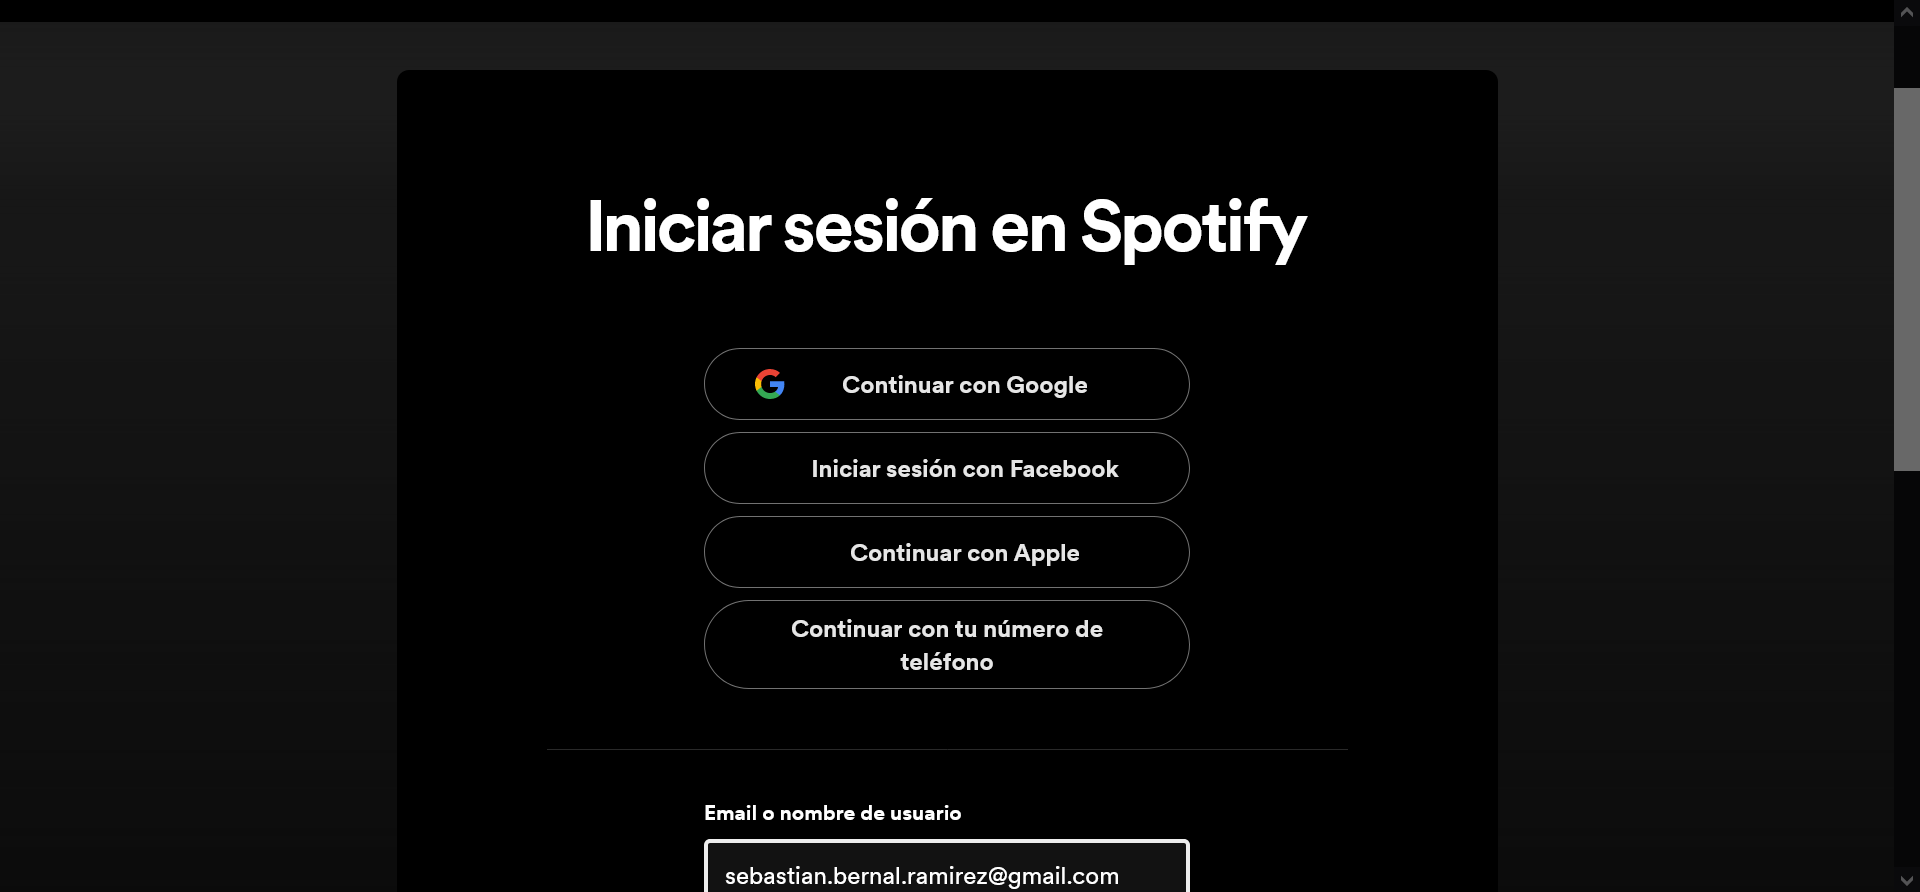 Iniciar sesión en Spotify
Continuar con Google
Iniciar sesión con Facebook
Continuar con Apple
Continuar con tu número de
teléfono
Email o nombre de usuario
sebastian.bernal.ramirez@gmail.com